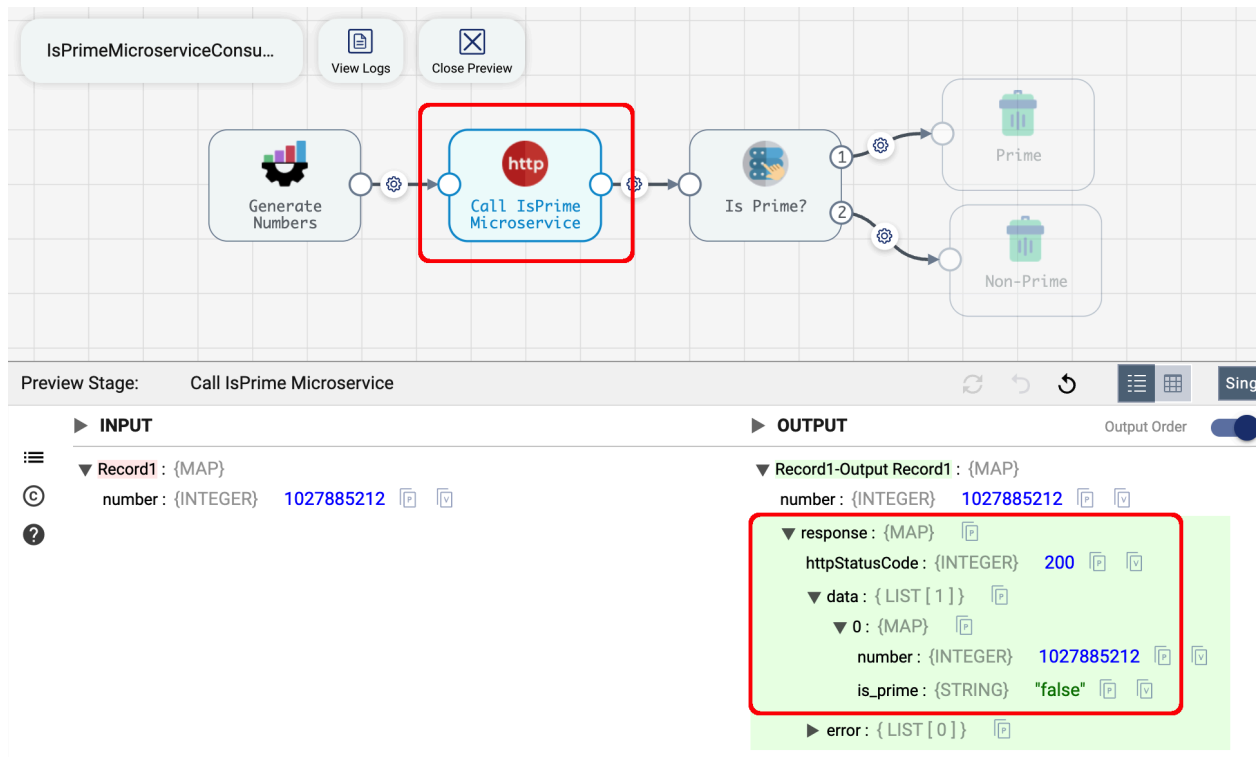 IsPrimeMicroserviceConsu...
View Logs
Close Preview
Generate
Numbers
http
Call IsPrime
Microservice
Is Prime?
1
2
Prime
Non-Prime
Preview Stage: Call IsPrime Microservice
Sing
INPUT
OUTPUT
Output Order
Record1 : {MAP}
number : {INTEGER} 1027885212 P V
Record1-Output Record1 : {MAP}
number : {INTEGER} 1027885212 P V
response : {MAP} P
httpStatusCode : {INTEGER} 200 P V
data : { LIST [ 1 ] } P
0 : {MAP} P
number : {INTEGER} 1027885212 P V
is_prime : {STRING} "false" P V
error : { LIST [ 0 ] } P